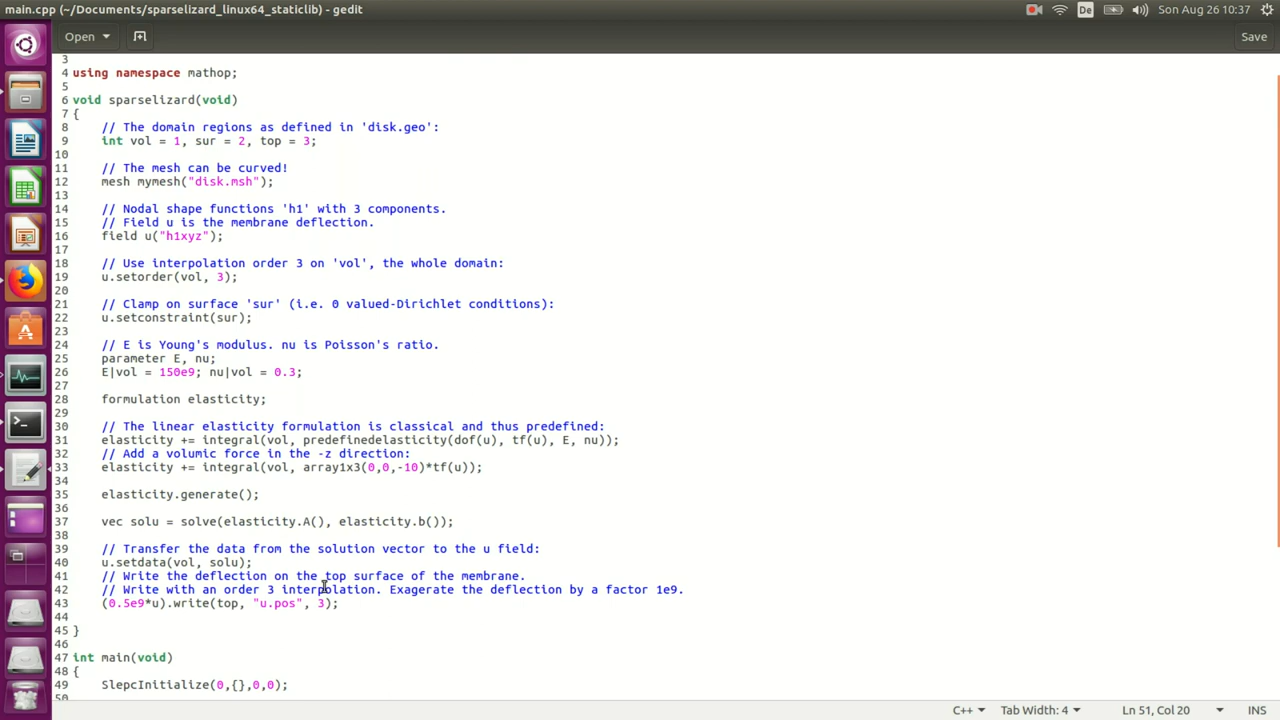 main.cpp (~/Documents/sparselizard_linux64_staticlib) - gedit
De
Sun Aug 26 10:37
Open
Save
3
4 using namespace mathop;
5
6 void sparselizard(void)
7 {
8 // The domain regions as defined in 'disk.geo':
9 int vol = 1, sur = 2, top = 3;
10
11 // The mesh can be curved!
12 mesh mymesh("disk.msh");
13
14 // Nodal shape functions 'h1' with 3 components.
15 // Field u is the membrane deflection.
16 field u("h1xyz");
17
18 // Use interpolation order 3 on 'vol', the whole domain:
19 u.setorder(vol, 3);
20
21 // Clamp on surface 'sur' (i.e. 0 valued-Dirichlet conditions):
22 u.setconstraint(sur);
23
24 // E is Young's modulus. nu is Poisson's ratio.
25 parameter E, nu;
26 E|vol = 150e9; nu|vol = 0.3;
27
28 formulation elasticity;
29
30 // The linear elasticity formulation is classical and thus predefined:
31 elasticity += integral(vol, predefinedelasticity(dof(u), tf(u), E, nu));
32 // Add a volumic force in the -z direction:
33 elasticity += integral(vol, array1x3(0,0,-10)*tf(u));
34
35 elasticity.generate();
36
37 vec solu = solve(elasticity.A(), elasticity.b());
38
39 // Transfer the data from the solution vector to the u field:
40 u.setdata(vol, solu);
41 // Write the deflection on the top surface of the membrane.
42 // Write with an order 3 interpolation. Exagerate the deflection by a factor 1e9.
43 (0.5e9*u).write(top, "u.pos", 3);
44
45 }
46
47 int main(void)
48 {
49 SlepcInitialize(0,{},0,0);
50
C++
Tab Width: 4
Ln 51, Col 20
INS